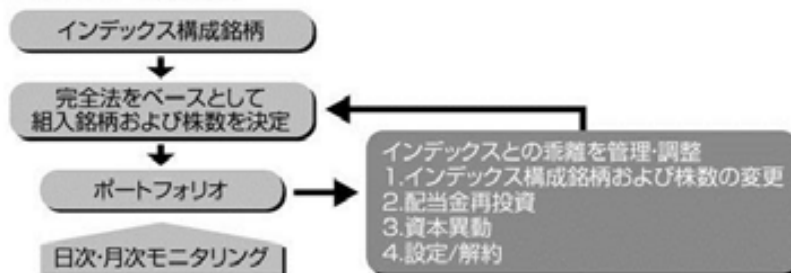 インデックス構成銘柄
完全法をベースとして
組入銘柄および株数を決定
ポートフォリオ
日次・月次モニタリング
インデックスとの乖離を管理・調整
1.インデックス構成銘柄および株数の変更
2.配当金再投資
3.資本異動
4.設定/解約